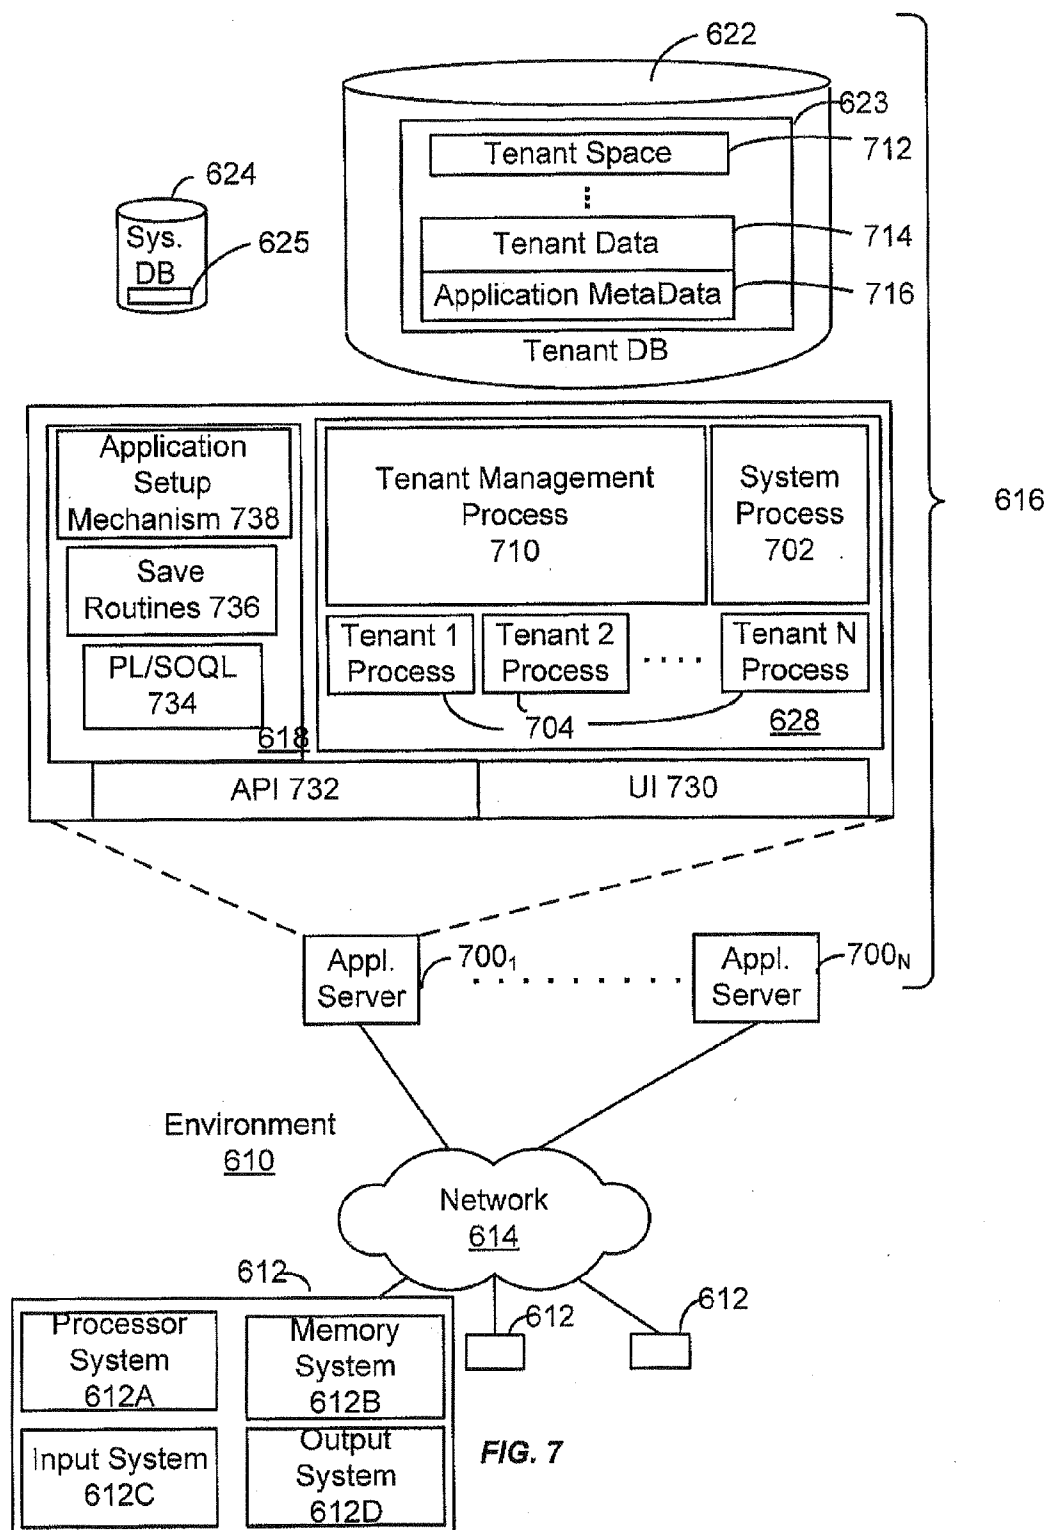 622
623
Tenant Space
712
624
Sys.
DB
625
Tenant Data
714
Application MetaData
716
Tenant DB
616
Application
Setup
Mechanism 738
Save
Routines 736
PL/SOQL
734
618
Tenant Management
Process
710
System
Process
702
Tenant 1
Process
Tenant 2
Process
....
Tenant N
Process
704
628
API 732
UI 730
Appl.
Server
700₁
. . . . . . . . . .
Appl.
Server
700N
Environment
610
Network
614
612
612
612
Processor
System
612A
Memory
System
612B
Input System
612C
Output
System
612D
FIG. 7